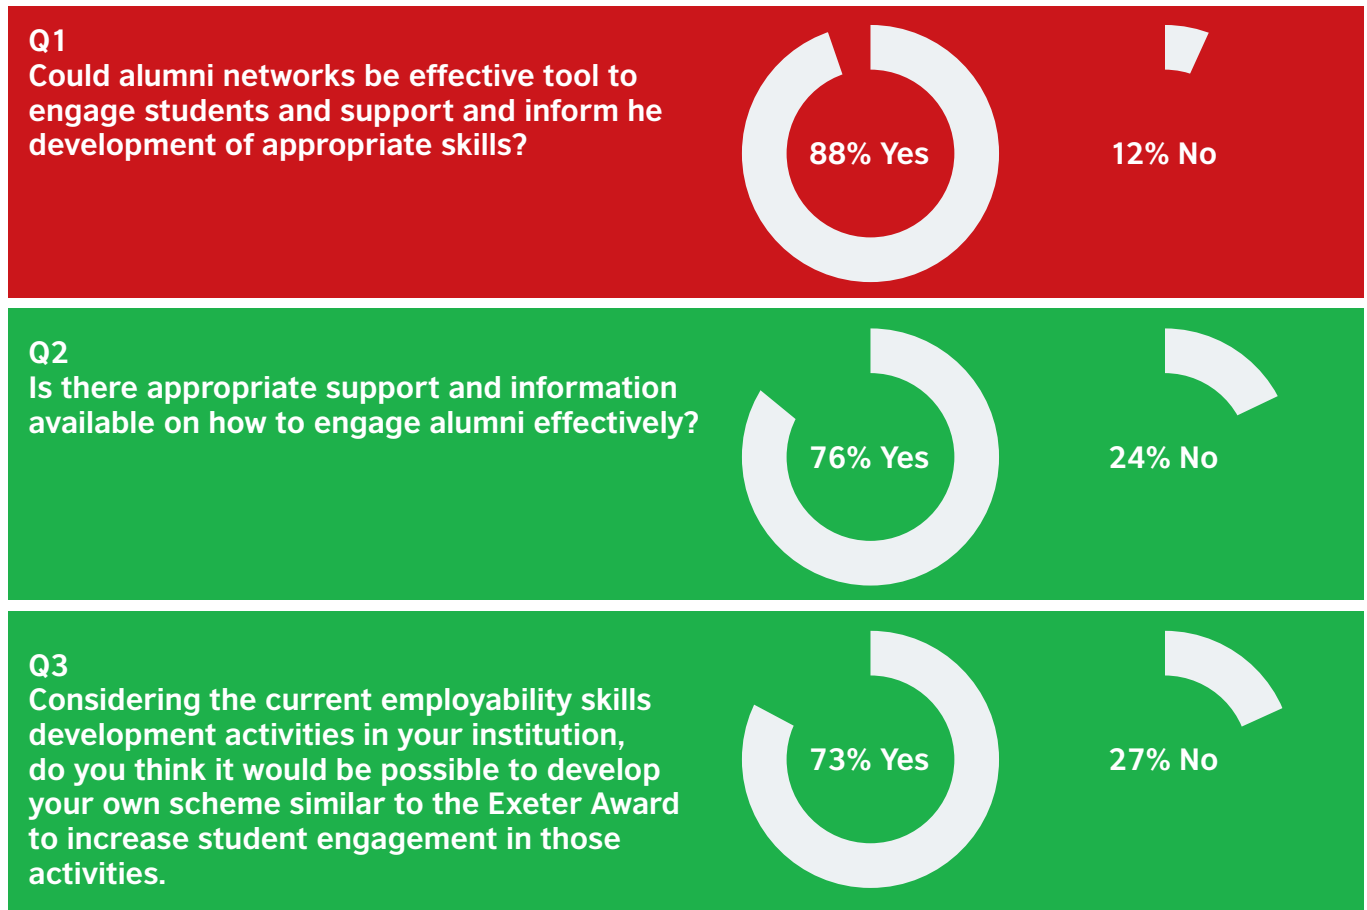 Q1
Could alumni networks be effective tool to
engage students and support and inform he
development of appropriate skills?
88% Yes
12% No
Q2
Is there appropriate support and information
available on how to engage alumni effectively?
76% Yes
24% No
Q3
Considering the current employability skills
development activities in your institution,
do you think it would be possible to develop
your own scheme similar to the Exeter Award
to increase student engagement in those
activities.
73% Yes
27% No